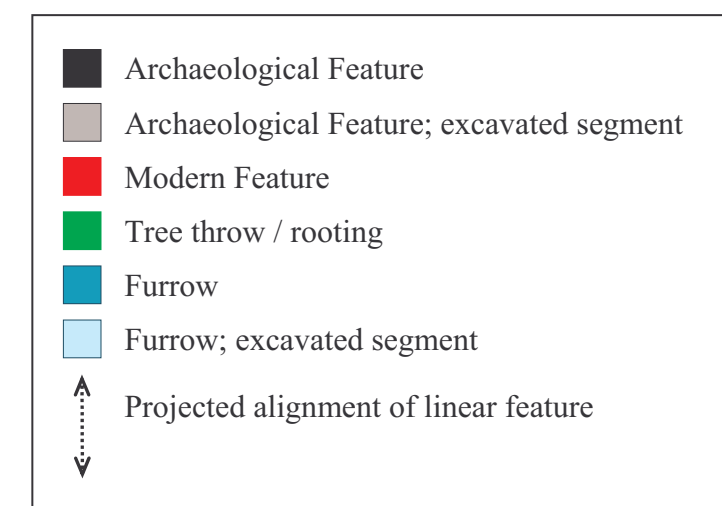 Archaeological Feature
Archaeological Feature; excavated segment
Modern Feature
Tree throw / rooting
Furrow
Furrow; excavated segment
Projected alignment of linear feature